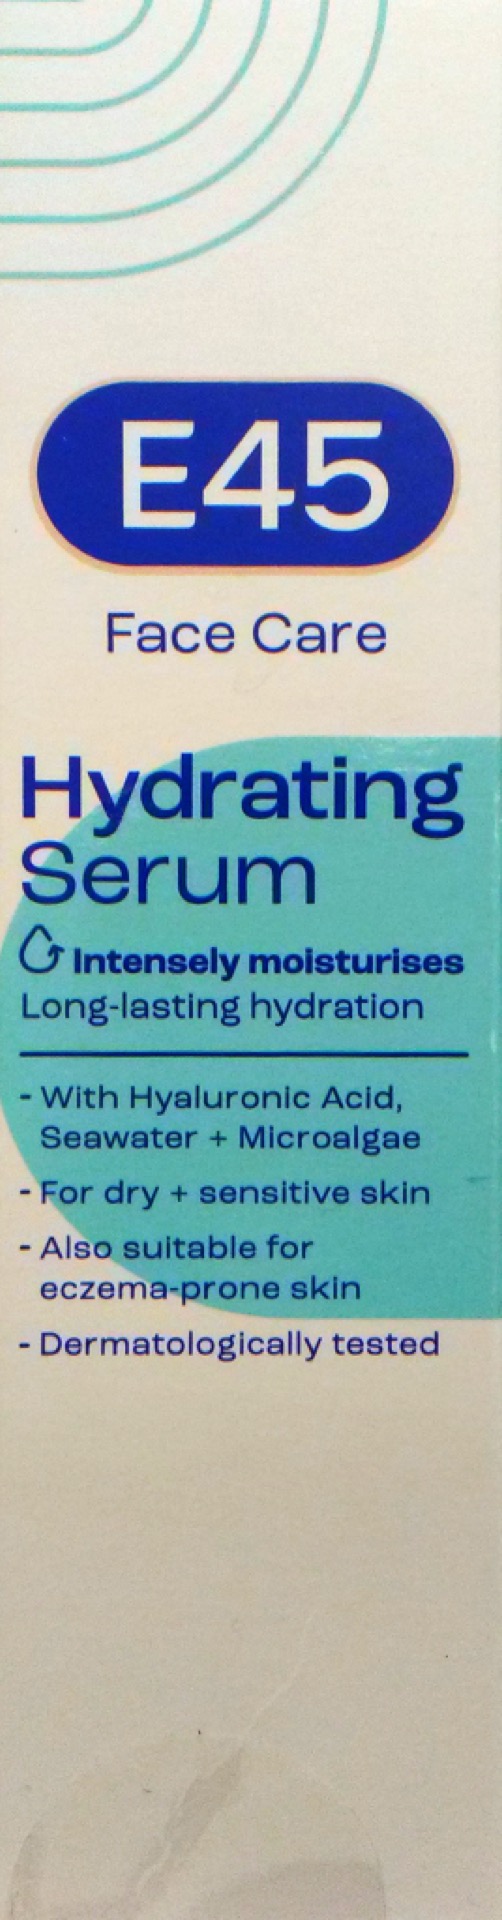 E45
Face Care
Hydrating
Serum
Intensely moisturises
Long-lasting hydration
- With Hyaluronic Acid,
Seawater + Microalgae
- For dry + sensitive skin
- Also suitable for
eczema-prone skin
- Dermatologically tested